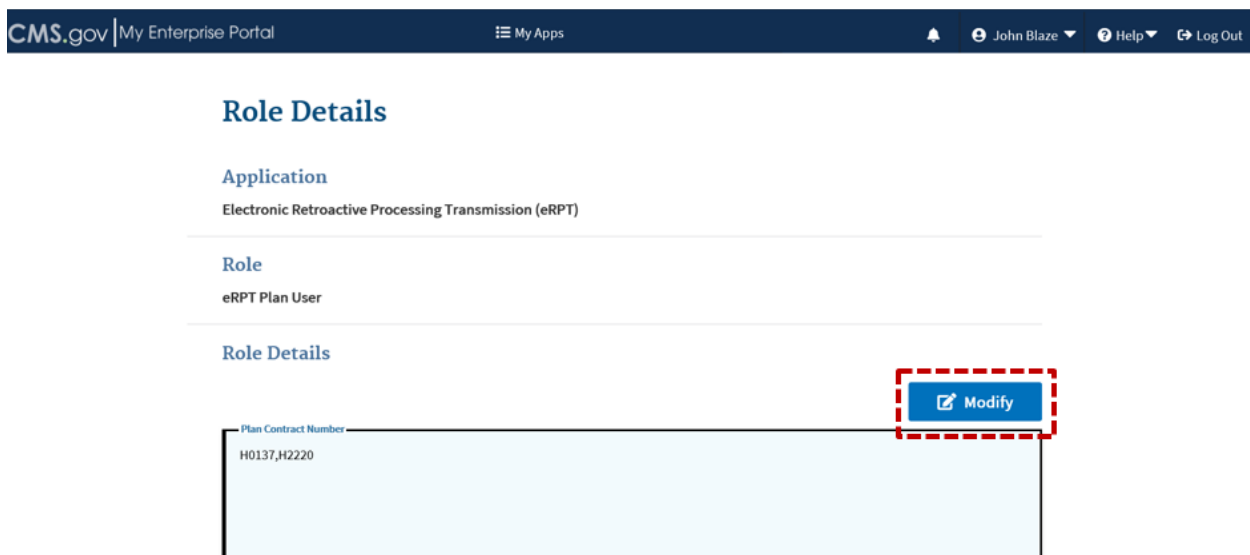 CMS.gov My Enterprise Portal My Apps John Blaze Help Log Out
Role Details
Application
Electronic Retroactive Processing Transmission (eRPT)
Role
eRPT Plan User
Role Details
Modify
Plan Contract Number
H0137,H2220